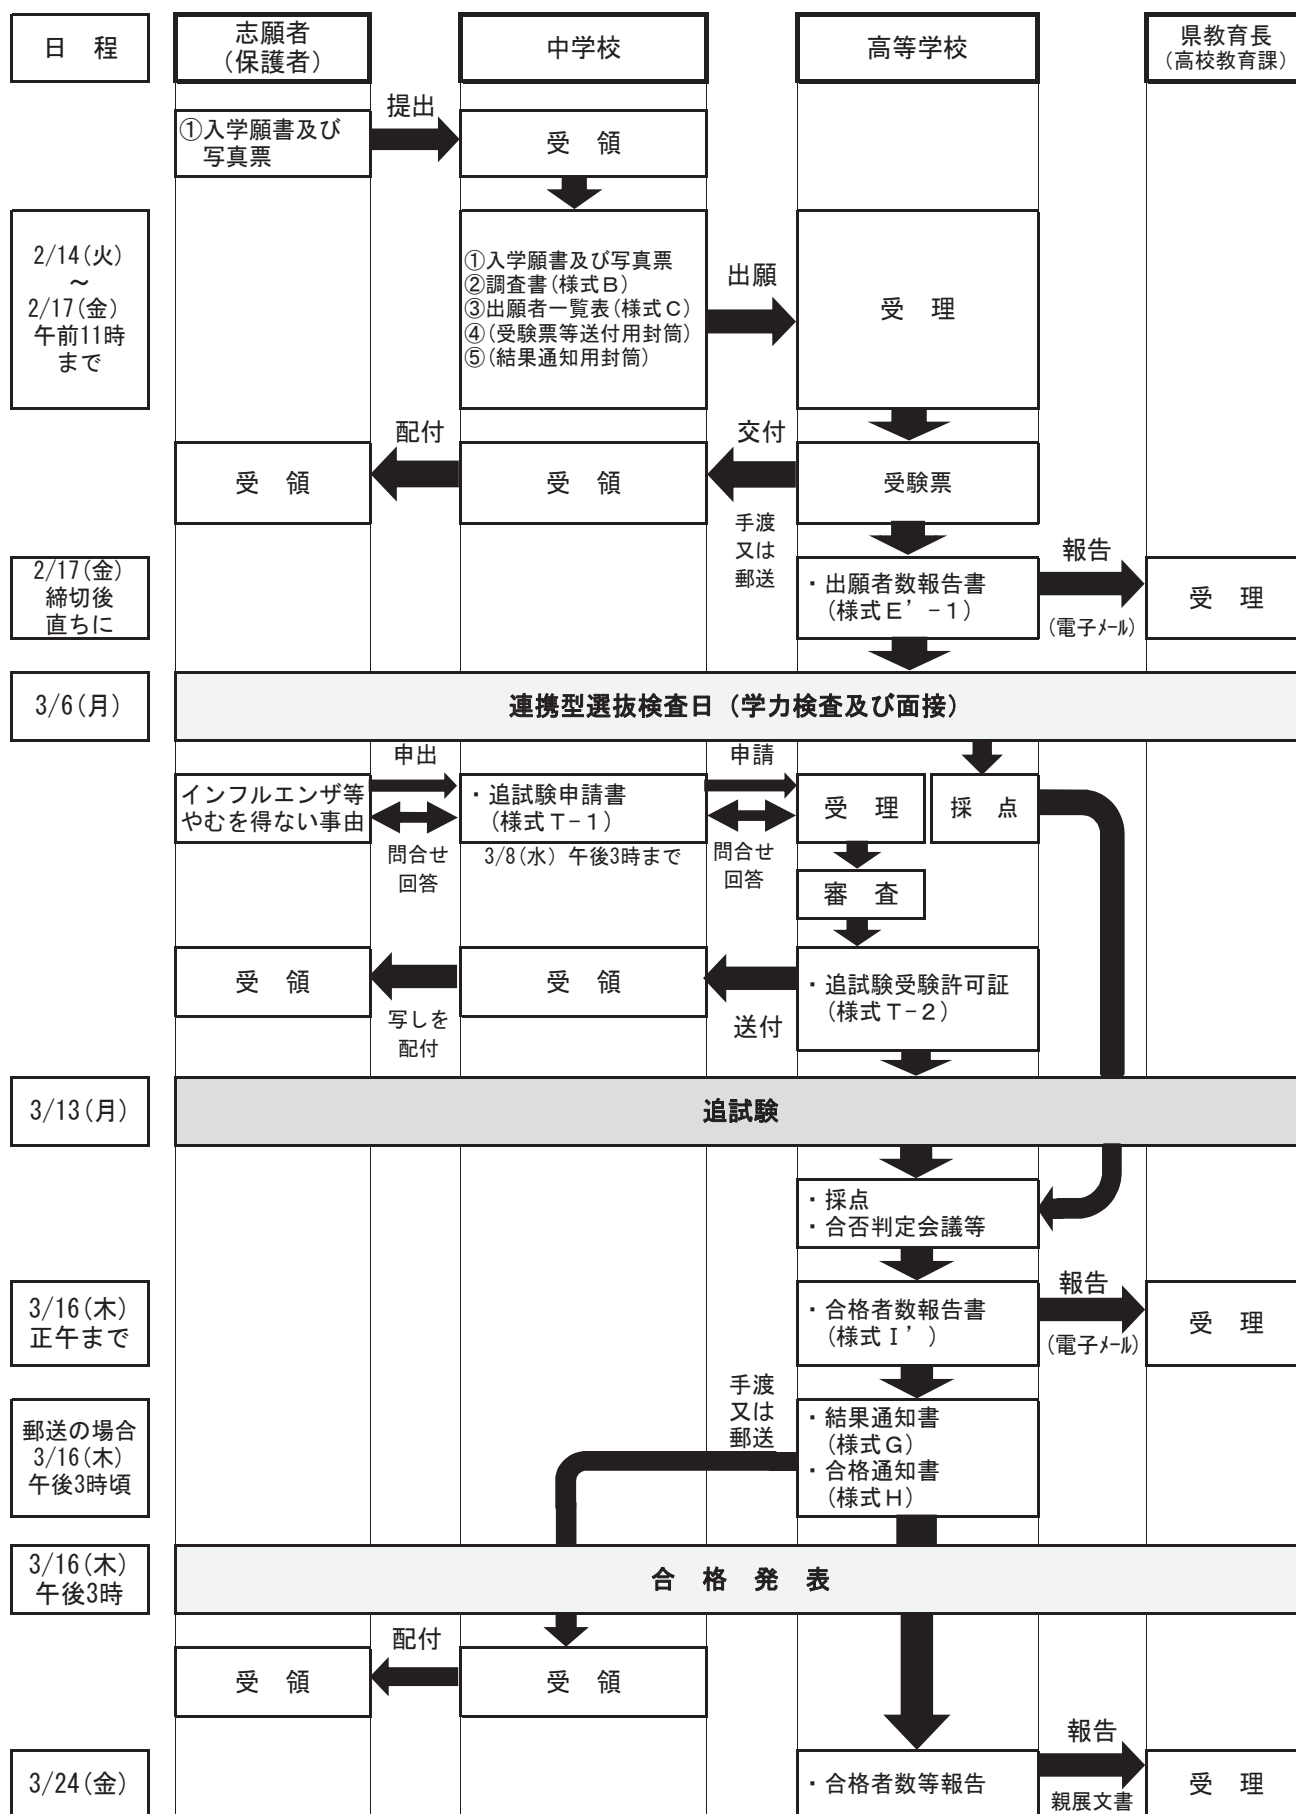 日　程
志願者
(保護者)
中学校
高等学校
県教育長
(高校教育課)
①入学願書及び
写真票
提出
受　領
2/14(火)
～
2/17(金)
午前11時
まで
①入学願書及び写真票
②調査書(様式Ｂ)
③出願者一覧表(様式Ｃ)
④(受験票等送付用封筒)
⑤(結果通知用封筒)
出願
受　理
受　領
配付
受　領
交付
手渡
又は
郵送
受験票
2/17(金)
締切後
直ちに
・出願者数報告書
(様式Ｅ’-１)
報告
(電子ﾒｰﾙ)
受　理
3/6(月)
連携型選抜検査日（学力検査及び面接）
インフルエンザ等
やむを得ない事由
申出
問合せ
回答
・追試験申請書
(様式Ｔ-１)
3/8(水) 午後3時まで
申請
問合せ
回答
受　理
採　点
審　査
受　領
写しを
配付
受　領
送付
・追試験受験許可証
(様式Ｔ-２)
3/13(月)
追試験
・採点
・合否判定会議等
3/16(木)
正午まで
・合格者数報告書
(様式Ｉ’)
報告
(電子ﾒｰﾙ)
受　理
郵送の場合
3/16(木)
午後3時頃
手渡
又は
郵送
・結果通知書
(様式Ｇ)
・合格通知書
(様式Ｈ)
3/16(木)
午後3時
合　格　発　表
受　領
配付
受　領
3/24(金)
・合格者数等報告
報告
親展文書
受　理